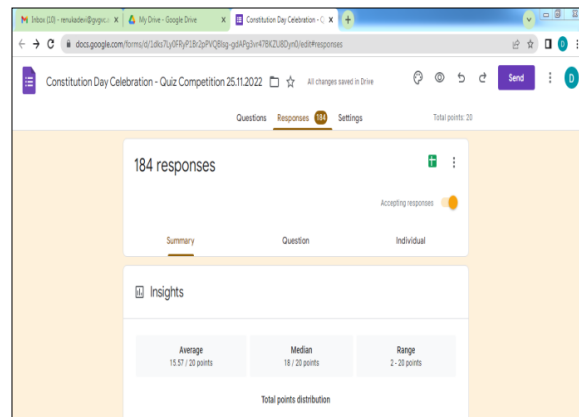 Inbox (10) - renukadevi@gvgvc.a
My Drive - Google Drive
Constitution Day Celebration - Q
docs.google.com/forms/d/1dks7Ly0FRyP1Br2pPVQBlsg-gdAPg3vr47BKZU8Dyn0/edit#responses
Constitution Day Celebration - Quiz Competition 25.11.2022
All changes saved in Drive
Send
D
Questions Responses 184 Settings
Total points: 20
184 responses
Accepting responses
Summary Question Individual
Insights
Average Median Range
15.57 / 20 points 18 / 20 points 2 - 20 points
Total points distribution